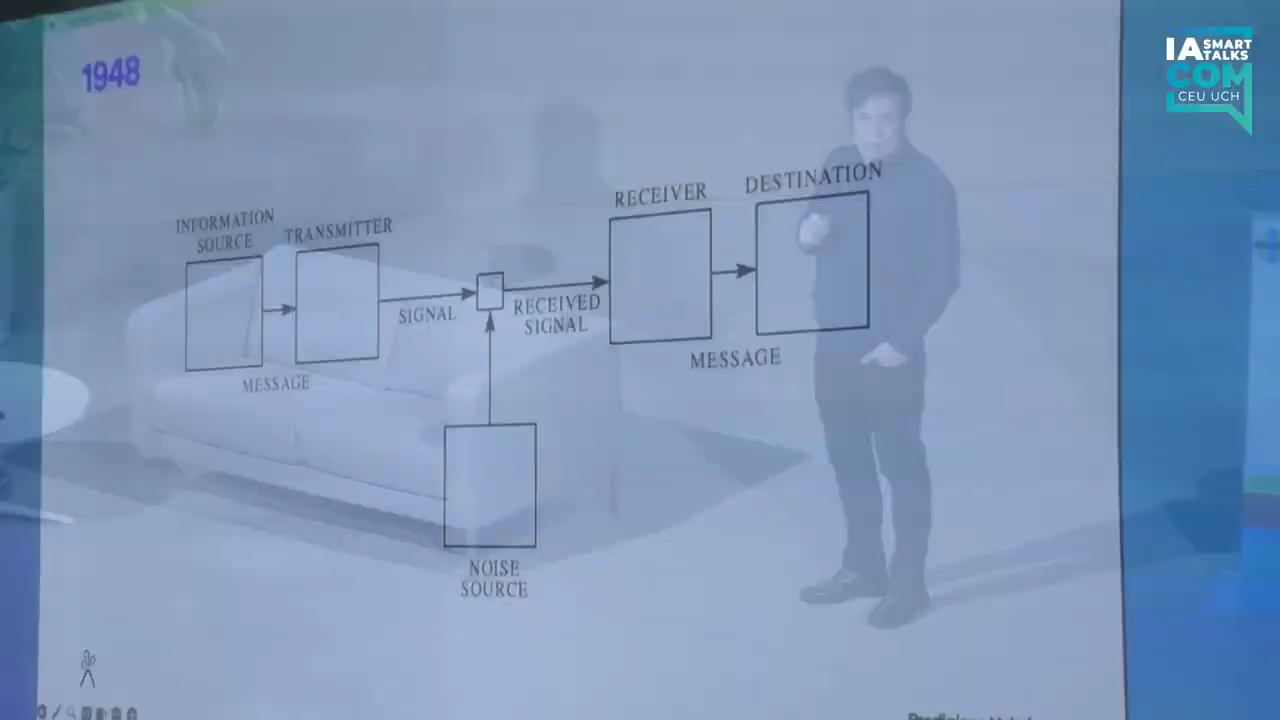 1948
IA SMART
TALKS
COM
CEU UCH
INFORMATION
SOURCE
TRANSMITTER
RECEIVER
DESTINATION
SIGNAL
RECEIVED
SIGNAL
MESSAGE
MESSAGE
NOISE
SOURCE